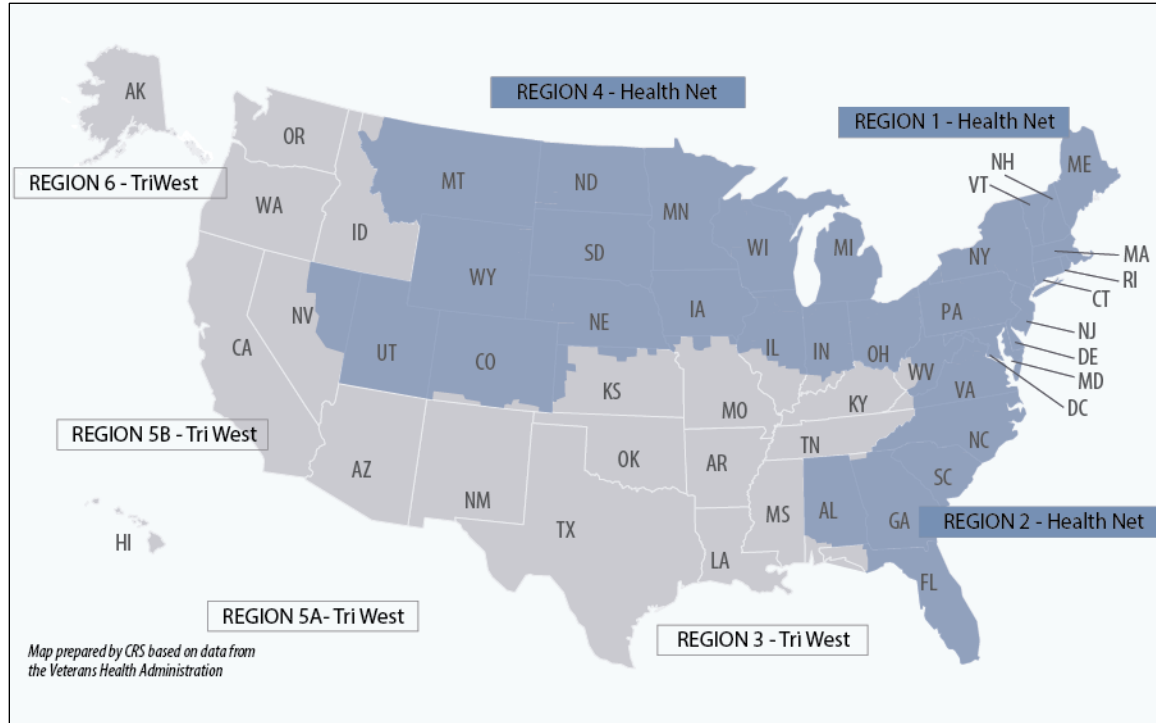 AK
REGION 4 - Health Net
REGION 1 - Health Net
OR
NH
VT
ME
REGION 6 - TriWest
MT
ND
MN
WA
ID
WI
MI
NY
MA
SD
WY
RI
CT
PA
IA
NV
NE
NJ
IL
IN
OH
DE
CA
UT
CO
WV
MD
KS
VA
DC
MO
KY
REGION 5B - Tri West
TN
NC
OK
AR
AZ
SC
NM
MS
AL
GA
REGION 2 - Health Net
TX
HI
LA
FL
REGION 5A- Tri West
REGION 3 - Tri West
Map prepared by CRS based on data from
the Veterans Health Administration